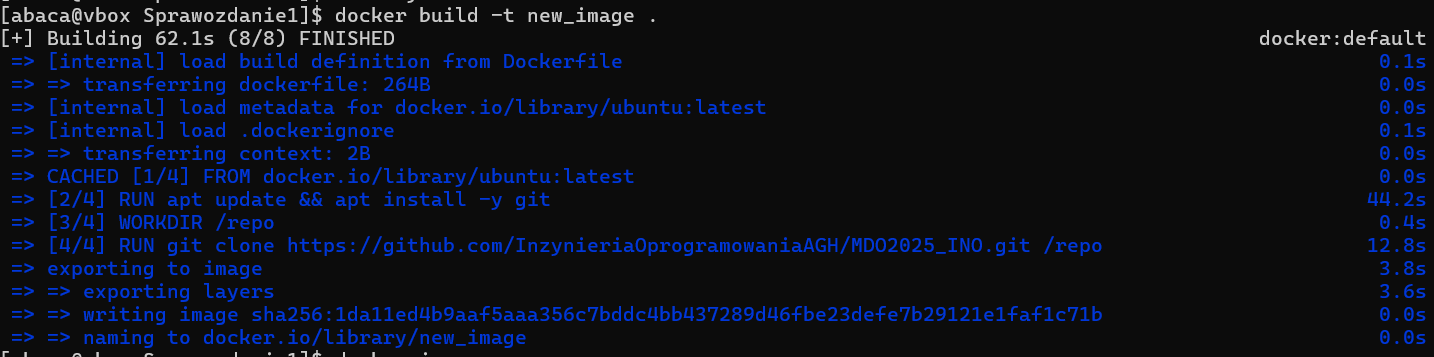 [abaca@vbox Sprawozdanie1]$ docker build -t new_image .
[+] Building 62.1s (8/8) FINISHED docker:default
=> [internal] load build definition from Dockerfile 0.1s
=> => transferring dockerfile: 264B 0.0s
=> [internal] load metadata for docker.io/library/ubuntu:latest 0.0s
=> [internal] load .dockerignore 0.1s
=> => transferring context: 2B 0.0s
=> CACHED [1/4] FROM docker.io/library/ubuntu:latest 0.0s
=> [2/4] RUN apt update && apt install -y git 44.2s
=> [3/4] WORKDIR /repo 0.4s
=> [4/4] RUN git clone https://github.com/InzynieriaOprogramowaniaAGH/MDO2025_INO.git /repo 12.8s
=> exporting to image 3.8s
=> => exporting layers 3.6s
=> => writing image sha256:1da11ed4b9aaf5aaa356c7bddc4bb437289d46fbe23defe7b29121e1faf1c71b 0.0s
=> => naming to docker.io/library/new_image 0.0s
[abaca@vbox Sprawozdanie1]$